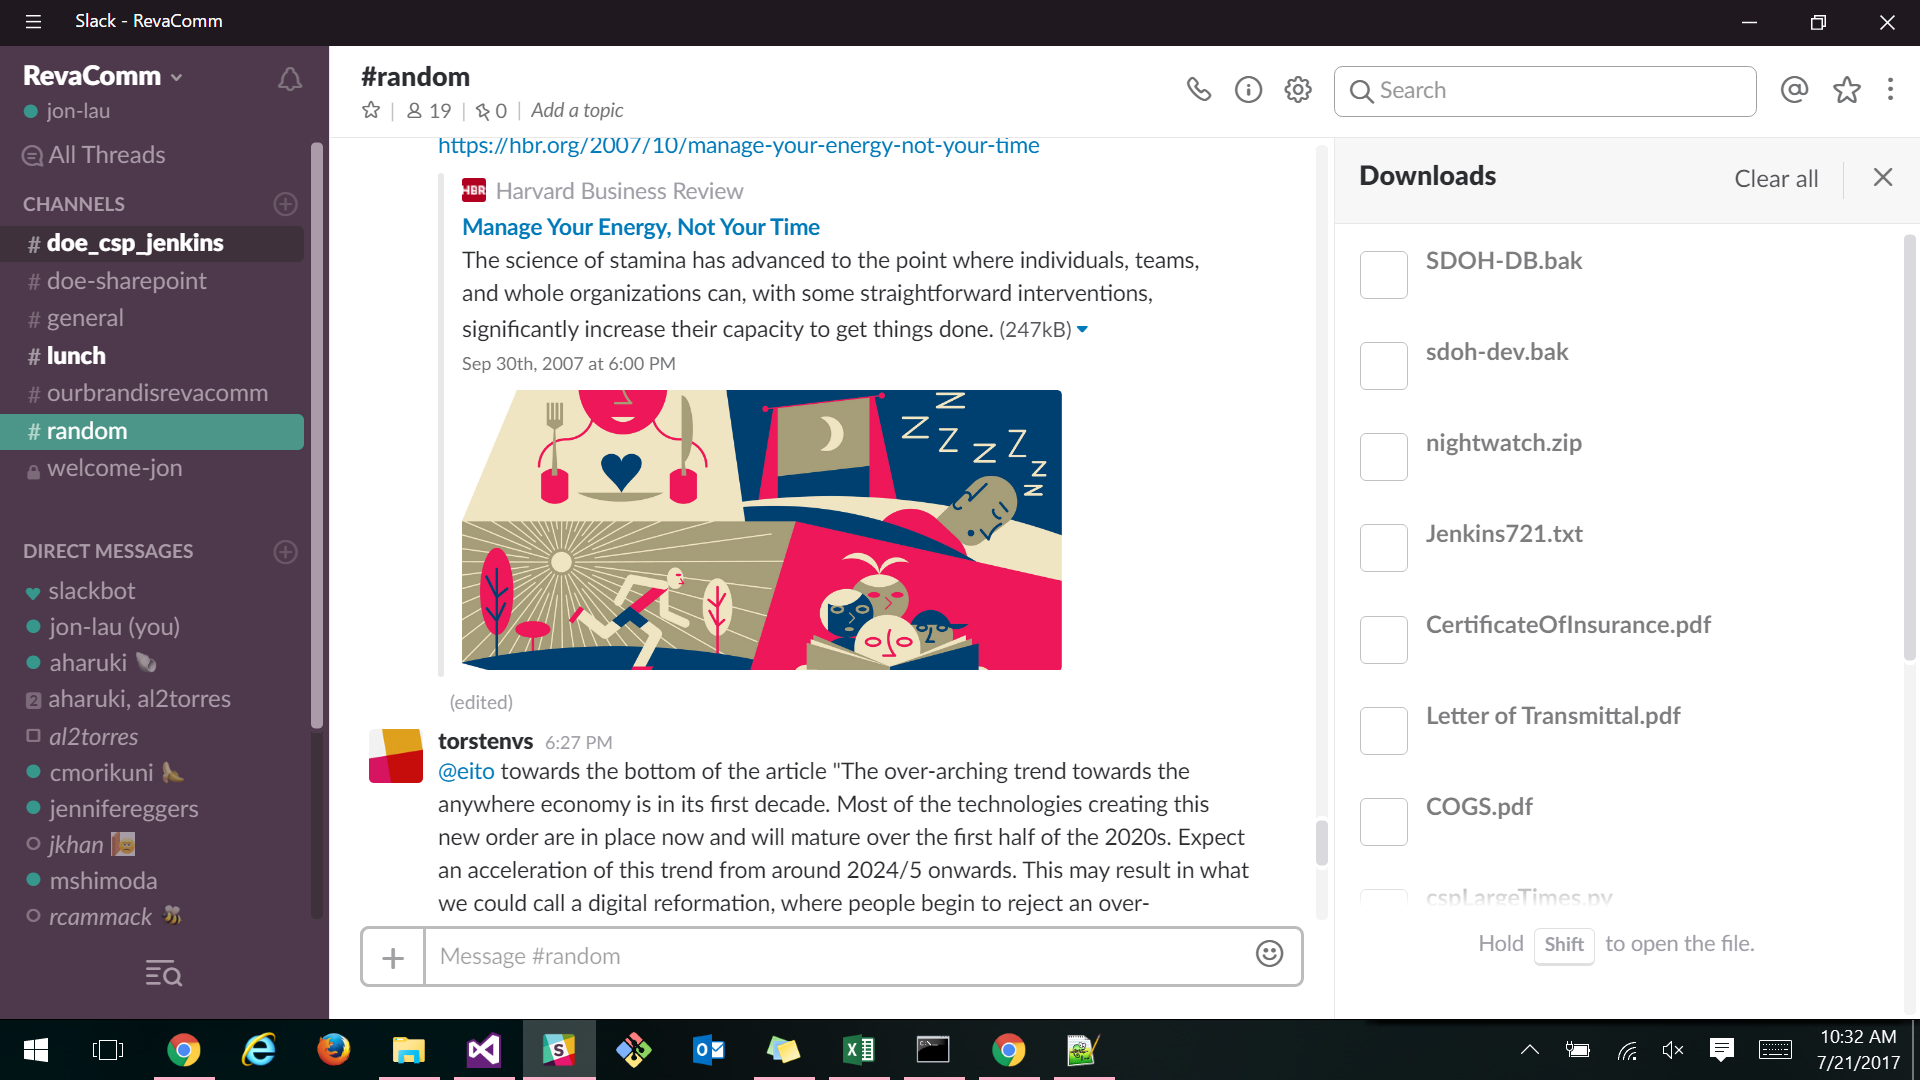 Slack - RevaComm
RevaComm
jon-lau
All Threads
CHANNELS
# doe_csp_jenkins
# doe-sharepoint
# general
# lunch
# ourbrandisrevacomm
# random
welcome-jon
DIRECT MESSAGES
slackbot
jon-lau (you)
aharuki
2 aharuki, al2torres
al2torres
cmorikuni
jennifereggers
jkhan
mshimoda
rcammack
#random
19
0
Add a topic
Search
https://hbr.org/2007/10/manage-your-energy-not-your-time
HBR Harvard Business Review
Manage Your Energy, Not Your Time
The science of stamina has advanced to the point where individuals, teams,
and whole organizations can, with some straightforward interventions,
significantly increase their capacity to get things done. (247kB)
Sep 30th, 2007 at 6:00 PM
Z Z Z Z Z Z Z
(edited)
torstenvs 6:27 PM
@eito towards the bottom of the article "The over-arching trend towards the
anywhere economy is in its first decade. Most of the technologies creating this
new order are in place now and will mature over the first half of the 2020s. Expect
an acceleration of this trend from around 2024/5 onwards. This may result in what
we could call a digital reformation, where people begin to reject an over-
Message #random
Downloads
Clear all
SDOH-DB.bak
sdoh-dev.bak
nightwatch.zip
Jenkins721.txt
CertificateOfInsurance.pdf
Letter of Transmittal.pdf
COGS.pdf
cspLargeTimes.py
Hold Shift to open the file.
10:32 AM
7/21/2017